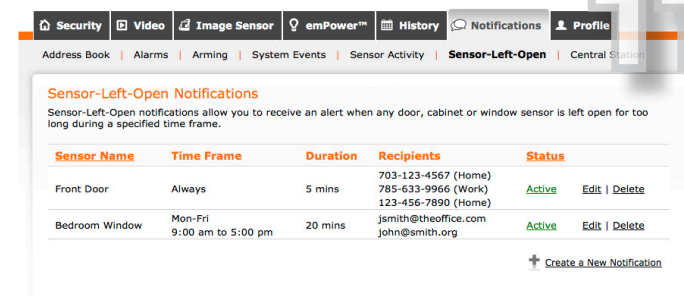 Security Video Image Sensor emPower™ History Notifications Profile
Address Book | Alarms | Arming | System Events | Sensor Activity | Sensor-Left-Open | Central Station
Sensor-Left-Open Notifications
Sensor-Left-Open notifications allow you to receive an alert when any door, cabinet or window sensor is left open for too
long during a specified time frame.
Sensor Name Time Frame Duration Recipients Status
703-123-4567 (Home)
Front Door Always 5 mins 785-633-9966 (Work) Active Edit | Delete
123-456-7890 (Home)
Mon-Fri jsmith@theoffice.com
Bedroom Window 20 mins Active Edit | Delete
9:00 am to 5:00 pm john@smith.org
Create a New Notification